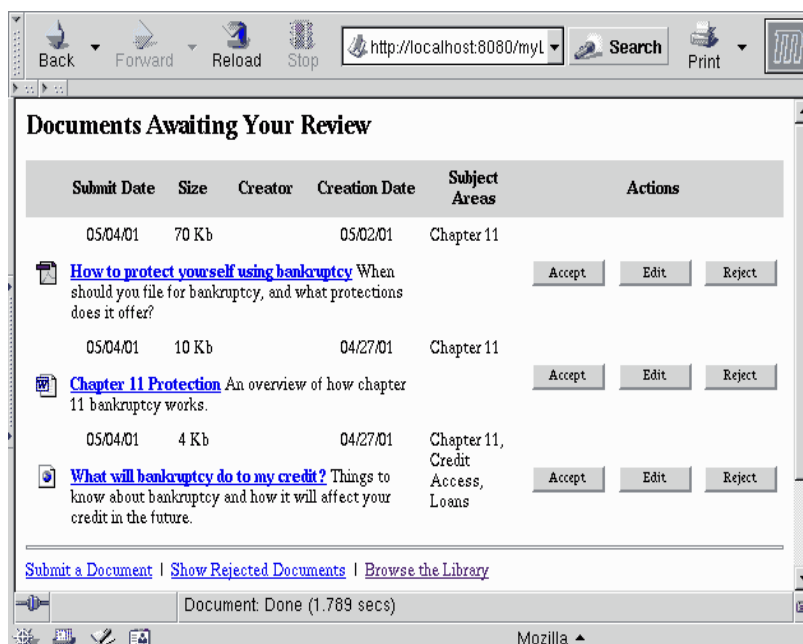 Back Forward Reload Stop http://localhost:8080/myL Search Print
Documents Awaiting Your Review
Submit Date Size Creator Creation Date Subject Areas Actions
05/04/01 70 Kb 05/02/01 Chapter 11
How to protect yourself using bankruptcy When
should you file for bankruptcy, and what protections
does it offer?
Accept Edit Reject
05/04/01 10 Kb 04/27/01 Chapter 11
Chapter 11 Protection An overview of how chapter
11 bankruptcy works.
Accept Edit Reject
05/04/01 4 Kb 04/27/01 Chapter 11,
Credit
Access,
Loans
What will bankruptcy do to my credit? Things to
know about bankruptcy and how it will affect your
credit in the future.
Accept Edit Reject
Submit a Document | Show Rejected Documents | Browse the Library
Document: Done (1.789 secs)
Mozilla